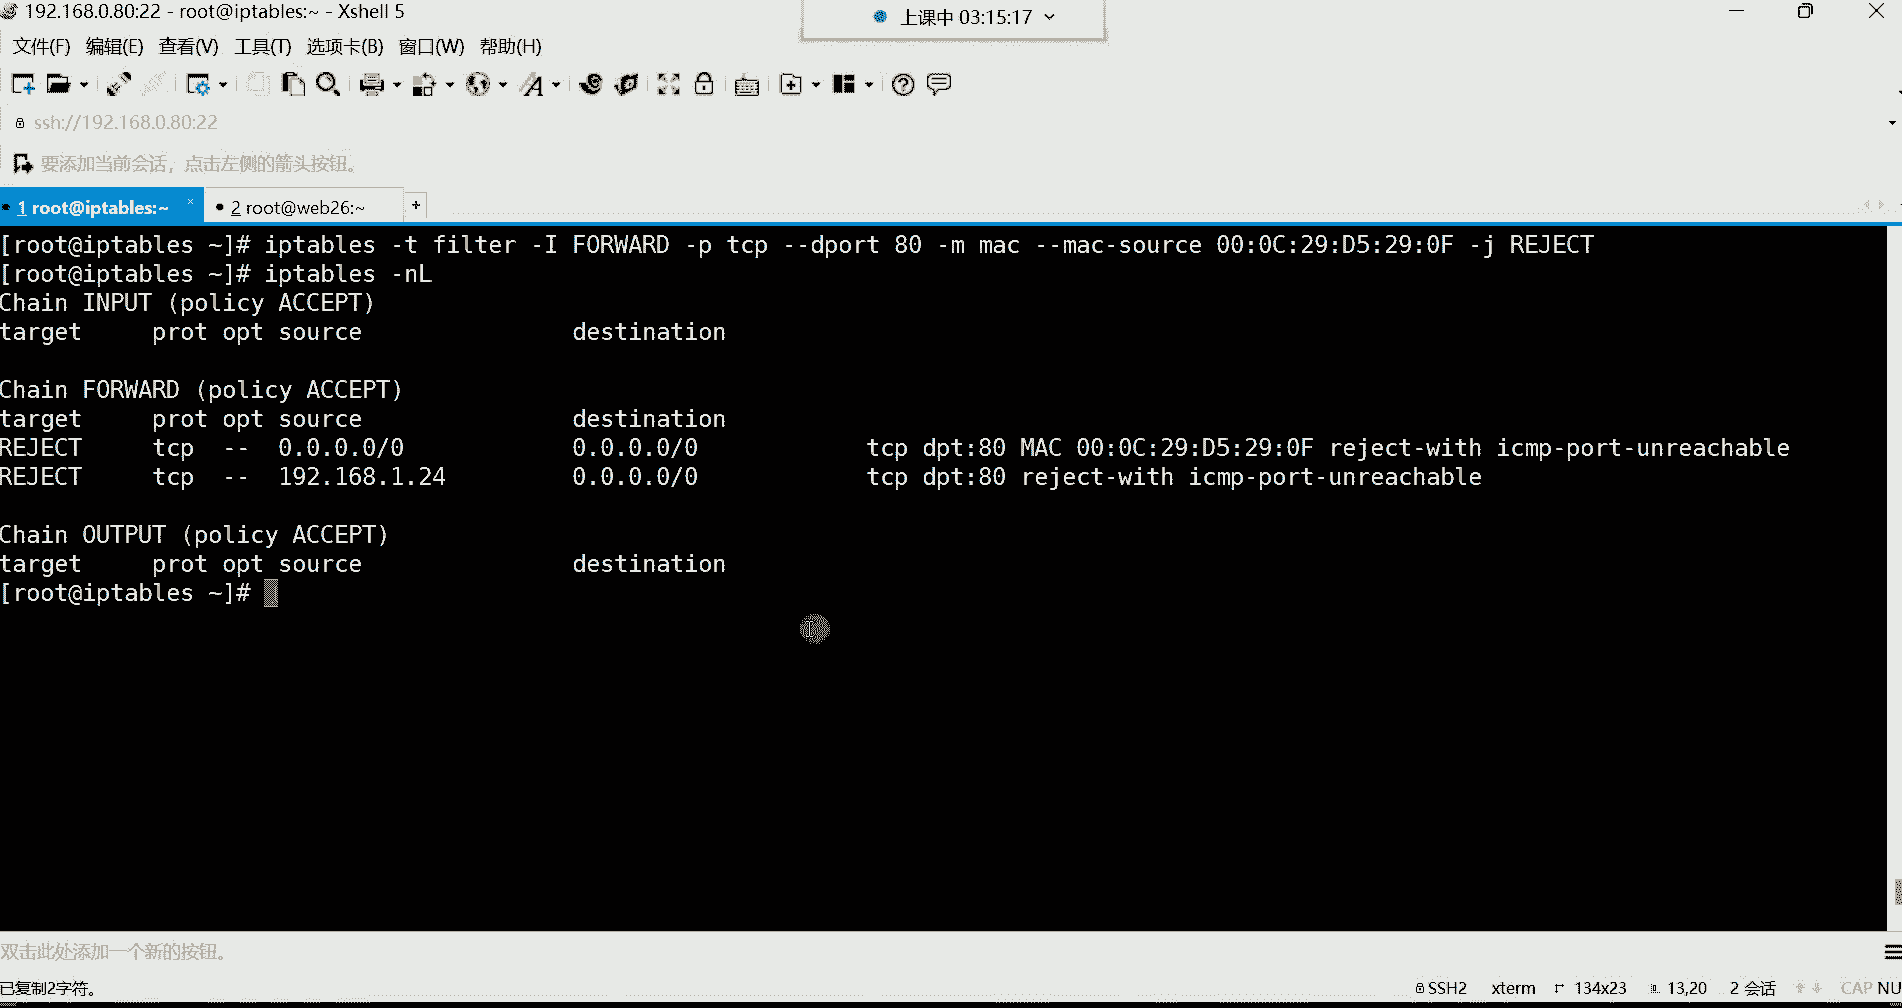 192.168.0.80:22 - root@iptables:~ - Xshell 5
上课中 03:15:17
文件(F) 编辑(E) 查看(V) 工具(T) 选项卡(B) 窗口(W) 帮助(H)
ssh://192.168.0.80:22
要添加当前会话，点击左侧的箭头按钮。
1 root@iptables:~ × 2 root@web26:~ +
[root@iptables ~]# iptables -t filter -I FORWARD -p tcp --dport 80 -m mac --mac-source 00:0C:29:D5:29:0F -j REJECT
[root@iptables ~]# iptables -nL
Chain INPUT (policy ACCEPT)
target     prot opt source               destination
Chain FORWARD (policy ACCEPT)
target     prot opt source               destination
REJECT     tcp  --  0.0.0.0/0            0.0.0.0/0            tcp dpt:80 MAC 00:0C:29:D5:29:0F reject-with icmp-port-unreachable
REJECT     tcp  --  192.168.1.24         0.0.0.0/0            tcp dpt:80 reject-with icmp-port-unreachable
Chain OUTPUT (policy ACCEPT)
target     prot opt source               destination
[root@iptables ~]#
双击此处添加一个新的按钮。
已复制2字符。 SSH2 xterm 134x23 13,20 2 会话 CAP NU